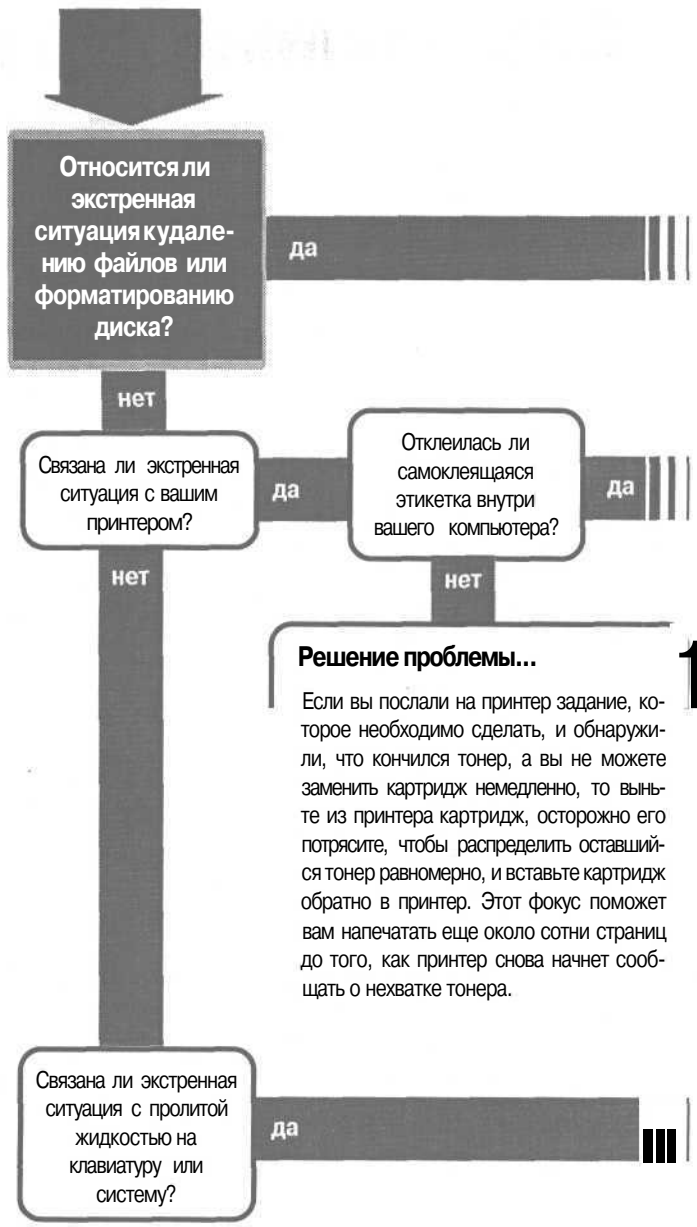 Относится ли
экстренная
ситуация к удале-
нию файлов или
форматированию
диска?
да
нет
Связана ли экстренная
ситуация с вашим
принтером?
да
Отклеилась ли
самоклеящаяся
этикетка внутри
вашего компьютера?
да
нет
нет
Решение проблемы...
1
Если вы послали на принтер задание, ко-
торое необходимо сделать, и обнаружи-
ли, что кончился тонер, а вы не можете
заменить картридж немедленно, то вынь-
те из принтера картридж, осторожно его
потрясите, чтобы распределить оставший-
ся тонер равномерно, и вставьте картридж
обратно в принтер. Этот фокус поможет
вам напечатать еще около сотни страниц
до того, как принтер снова начнет сооб-
щать о нехватке тонера.
Связана ли экстренная
ситуация с пролитой
жидкостью на
клавиатуру или
систему?
да